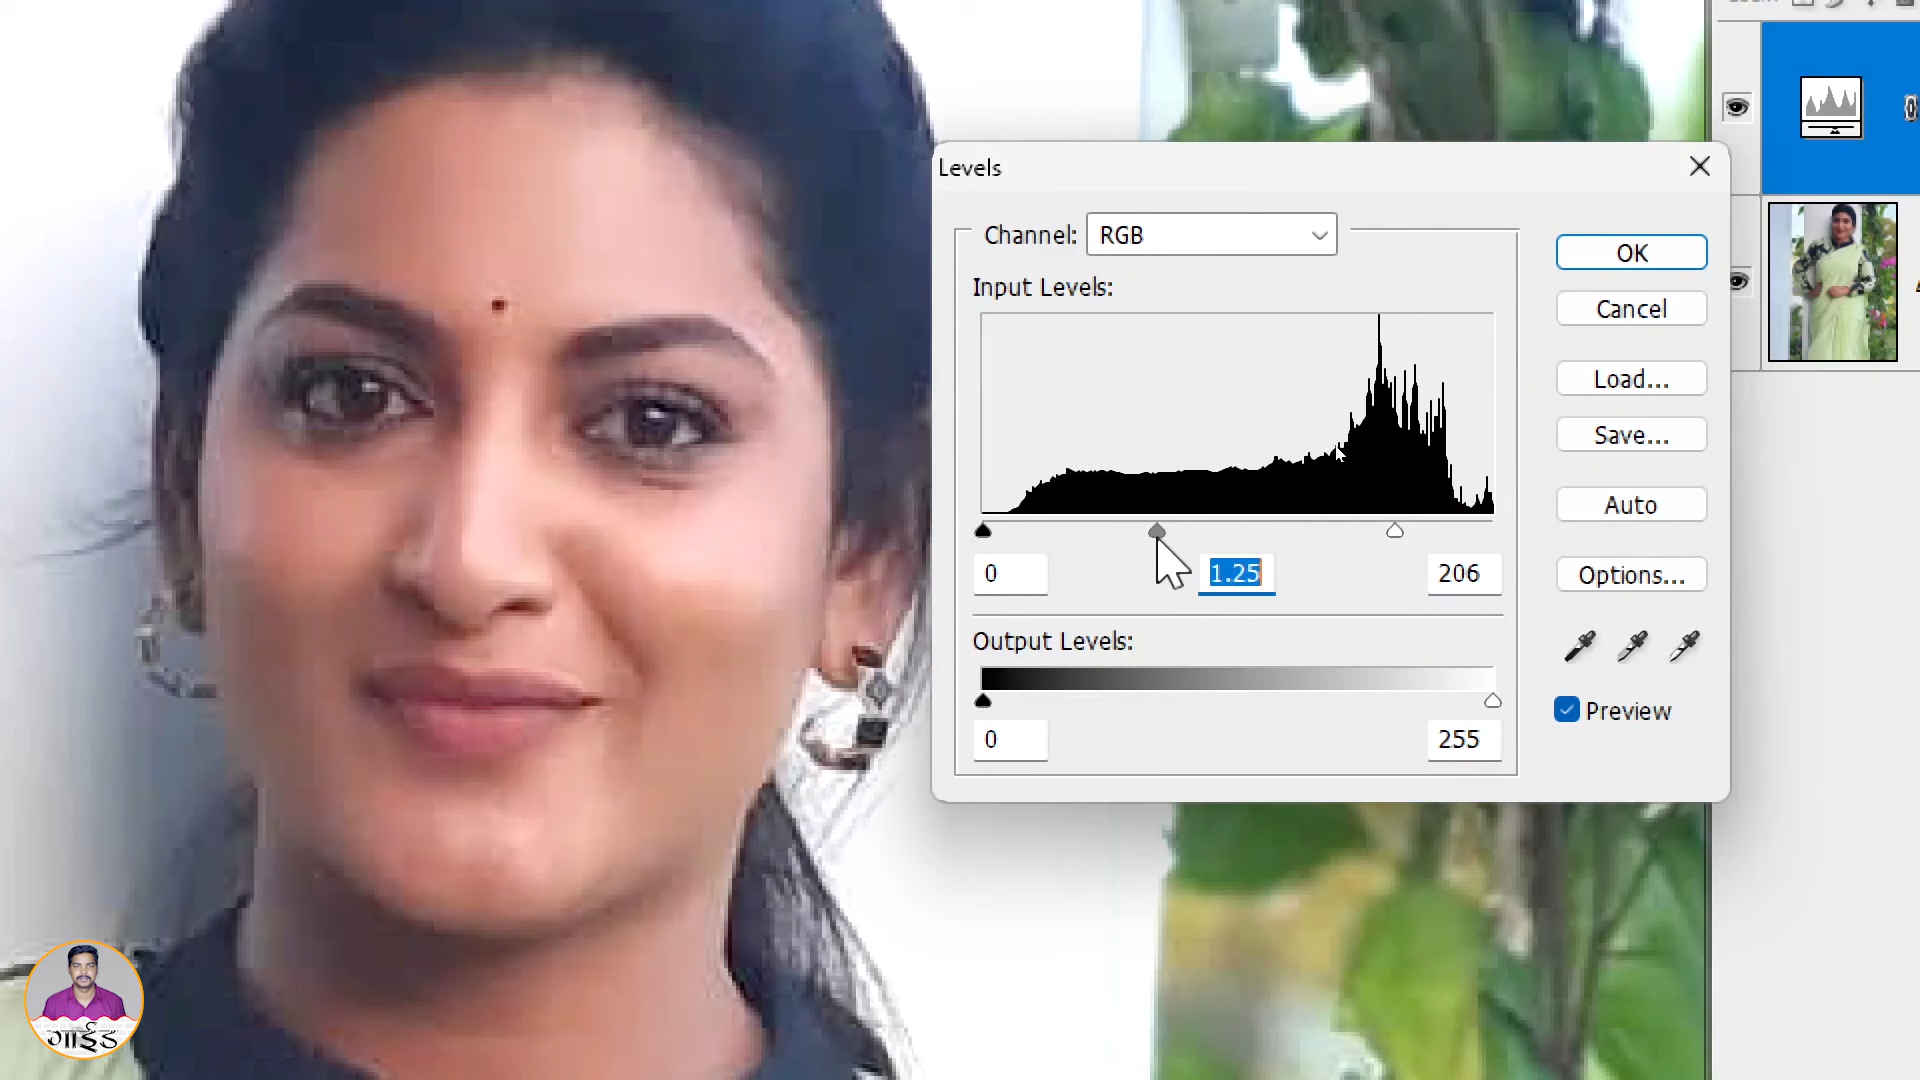 Levels
Channel: RGB
Input Levels:
0 1.25 206
Output Levels:
0 255
OK
Cancel
Load...
Save...
Auto
Options...
Preview
गाईड